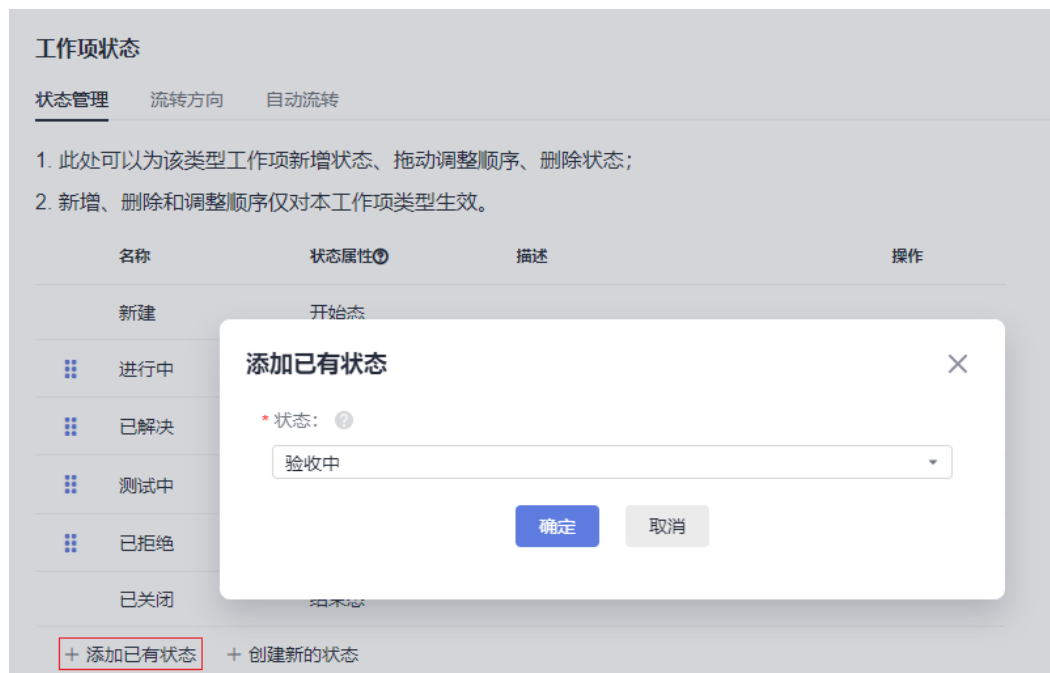 工作项状态
状态管理 流转方向 自动流转
1. 此处可以为该类型工作项新增状态、拖动调整顺序、删除状态；
2. 新增、删除和调整顺序仅对本工作项类型生效。
名称 状态属性 描述 操作
新建 开始态
进行中
已解决
测试中
已拒绝
已关闭 结束态
添加已有状态
* 状态：
验收中
确定 取消
+ 添加已有状态 + 创建新的状态